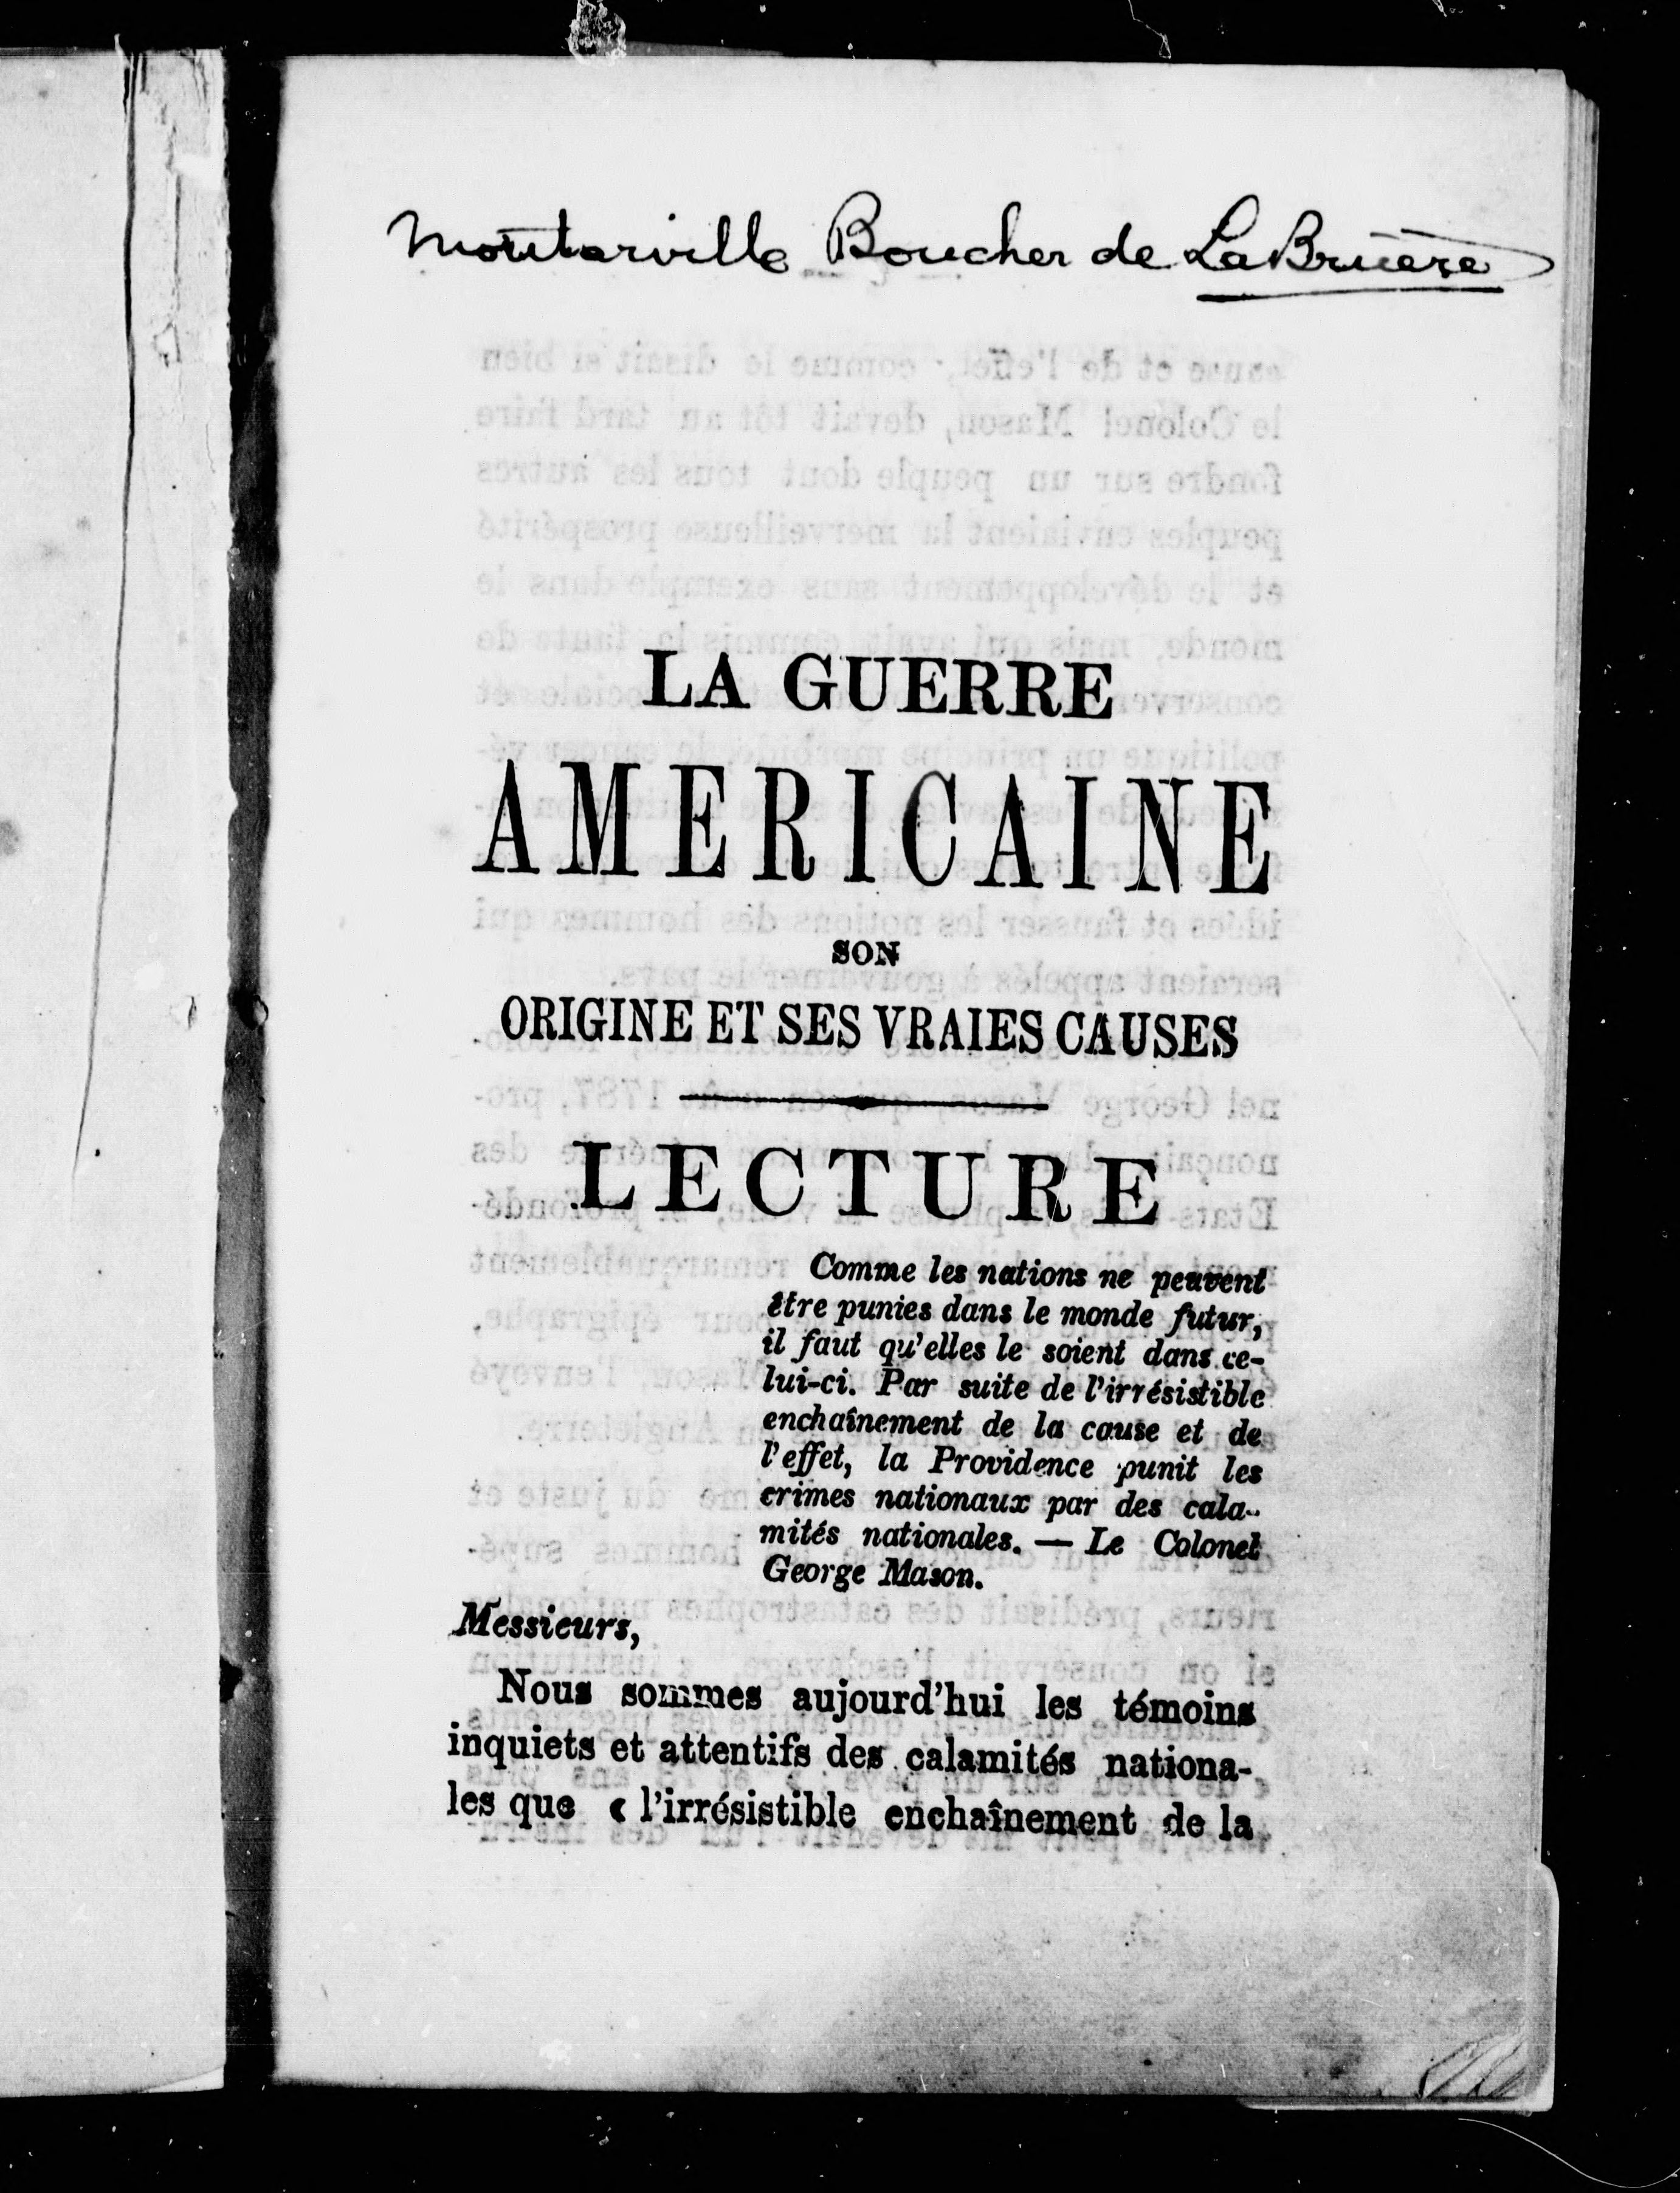 Montarville Boucher de LaBruère
LA GUERRE
AMERICAINE
SON
ORIGINE ET SES VRAIES CAUSES
LECTURE
Comme les nations ne peuvent
être punies dans le monde futur,
il faut qu'elles le soient dans ce-
lui-ci. Par suite de l'irrésistible
enchaînement de la cause et de
l'effet, la Providence punit les
crimes nationaux par des cala-
mités nationales. — Le Colonel
George Mason.
Messieurs,
Nous sommes aujourd'hui les témoins
inquiets et attentifs des calamités nationa-
les que « l'irrésistible enchaînement de la